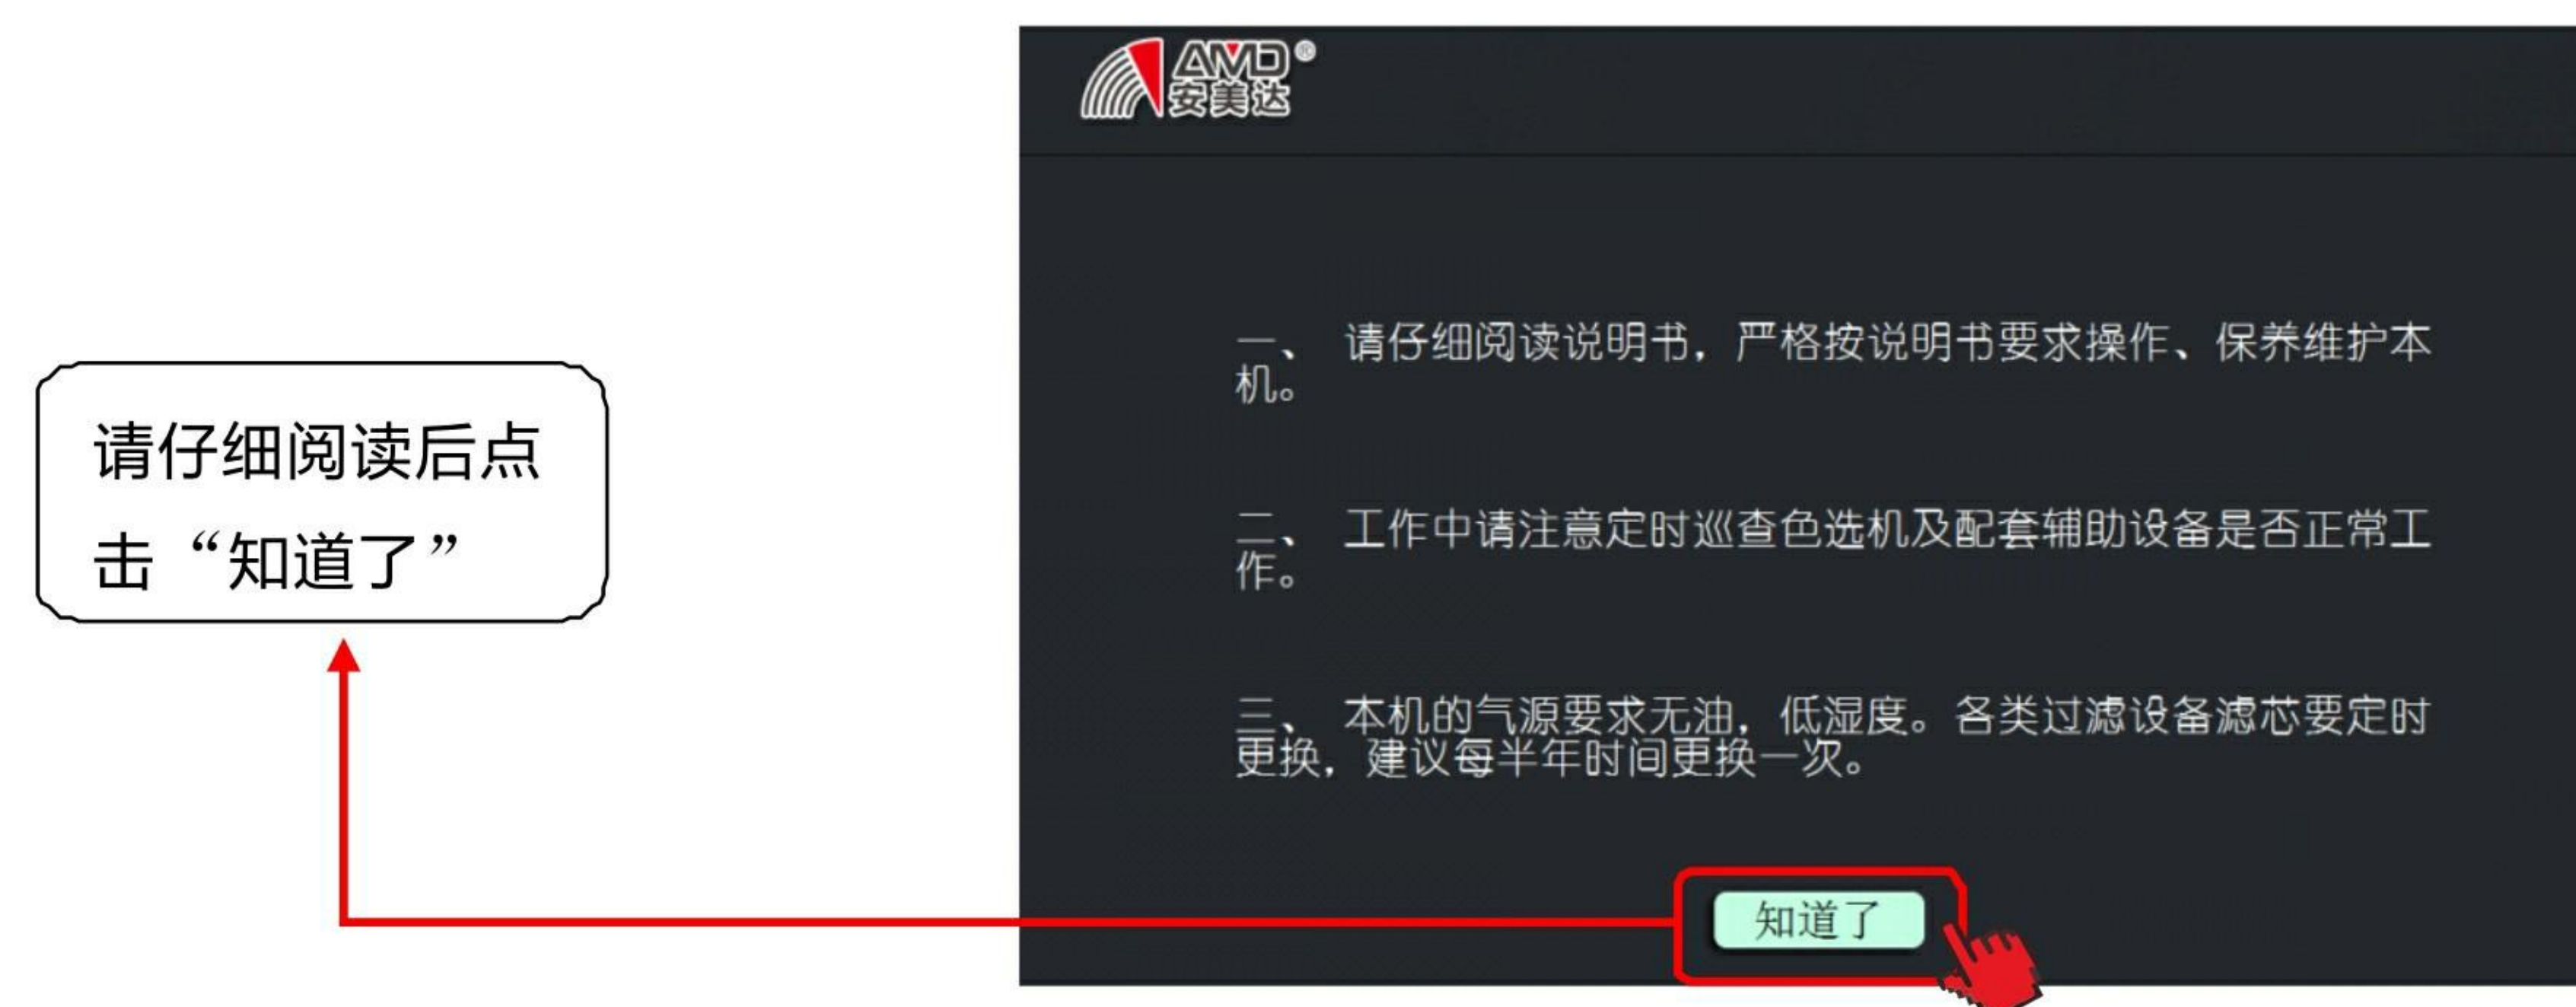 AMD®
安美达
一、 请仔细阅读说明书，严格按说明书要求操作、保养维护本
机。
二、 工作中请注意定时巡查色选机及配套辅助设备是否正常工
作。
三、 本机的气源要求无油，低湿度。各类过滤设备滤芯要定时
更换，建议每半年时间更换一次。
知道了
请仔细阅读后点
击“知道了”